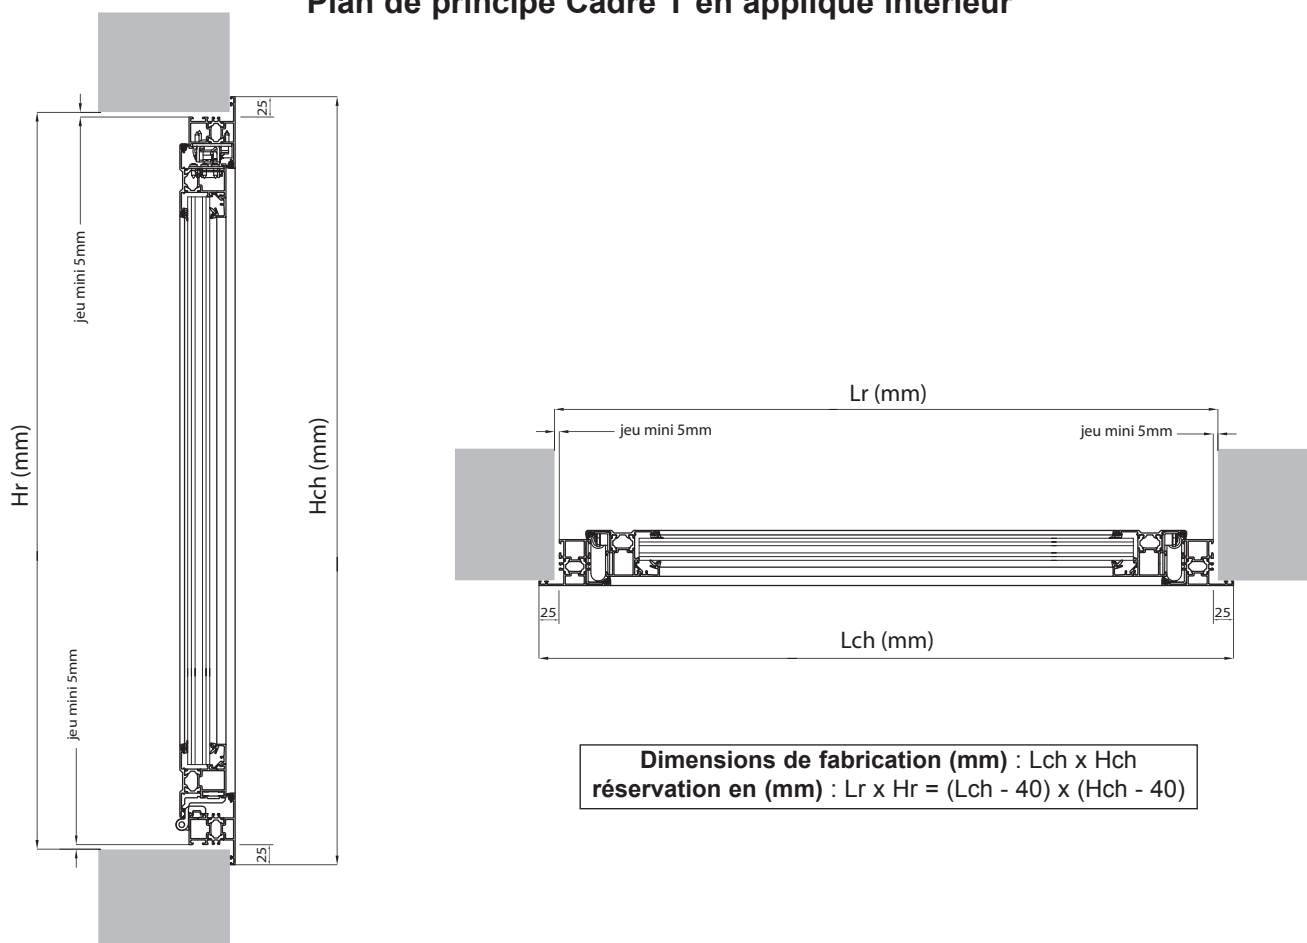 Plan de principe Cadre T en applique intérieur
25
jeu mini 5mm
Hr (mm)
Hch (mm)
jeu mini 5mm
25
Lr (mm)
jeu mini 5mm
jeu mini 5mm
25
25
Lch (mm)
Dimensions de fabrication (mm) : Lch x Hch
réservation en (mm) : Lr x Hr = (Lch - 40) x (Hch - 40)